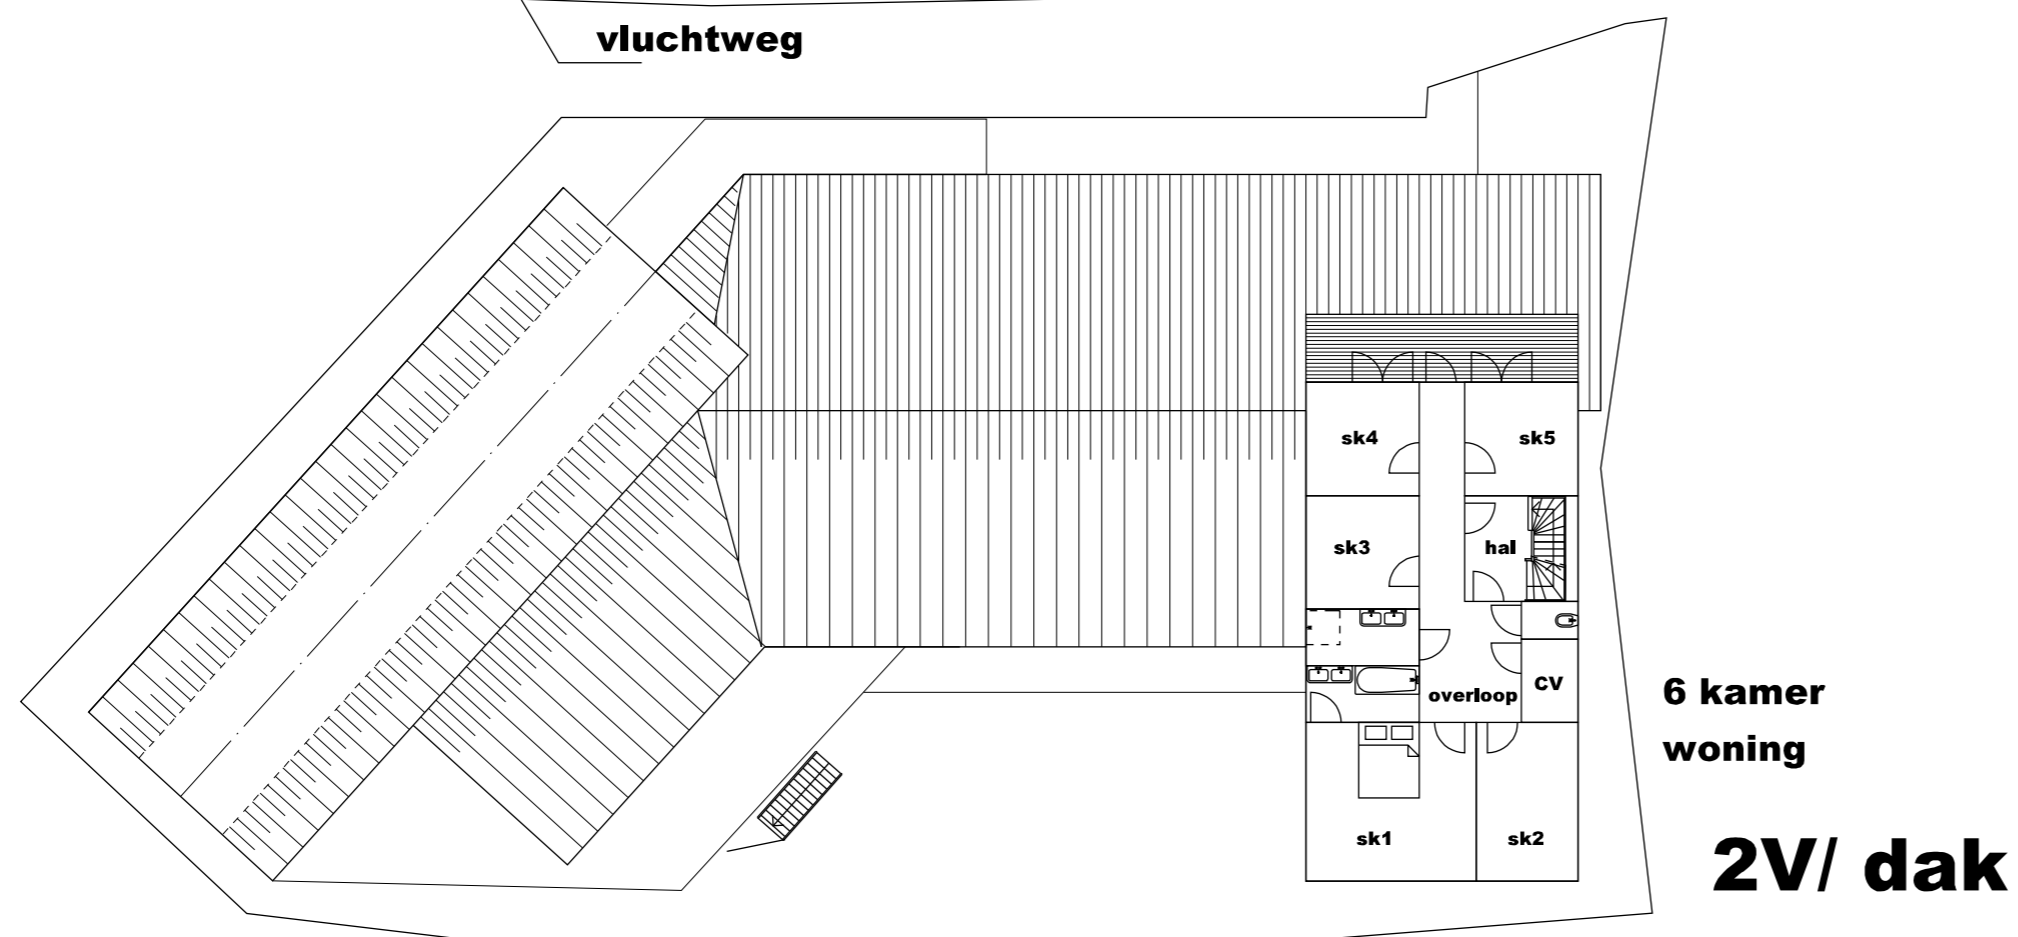 vluchtweg
sk4
sk5
sk3
hal
overloop
CV
6 kamer
woning
sk1
sk2
2V/ dak